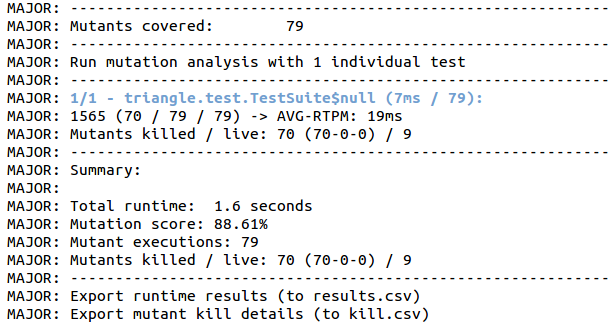 MAJOR: ------------------------------------------------------------
MAJOR: Mutants covered:        79
MAJOR: ------------------------------------------------------------
MAJOR: Run mutation analysis with 1 individual test
MAJOR: ------------------------------------------------------------
MAJOR: 1/1 - triangle.test.TestSuite$null (7ms / 79):
MAJOR: 1565 (70 / 79 / 79) -> AVG-RTPM: 19ms
MAJOR: Mutants killed / live: 70 (70-0-0) / 9
MAJOR: ------------------------------------------------------------
MAJOR: Summary:
MAJOR:
MAJOR: Total runtime:  1.6 seconds
MAJOR: Mutation score: 88.61%
MAJOR: Mutant executions: 79
MAJOR: Mutants killed / live: 70 (70-0-0) / 9
MAJOR: ------------------------------------------------------------
MAJOR: Export runtime results (to results.csv)
MAJOR: Export mutant kill details (to kill.csv)